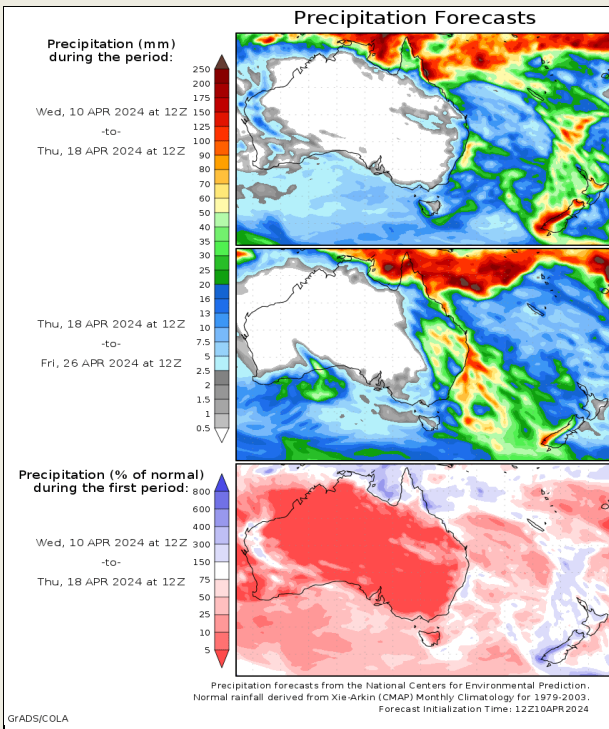 Precipitation Forecasts
Precipitation (mm)
during the period:
Wed, 10 APR 2024 at 12Z
-to-
Thu, 18 APR 2024 at 12Z
250
200
175
150
125
100
90
80
70
60
50
40
35
30
25
20
16
13
10
7.5
5
2.5
2
1.5
1
0.5
Thu, 18 APR 2024 at 12Z
-to-
Fri, 26 APR 2024 at 12Z
Precipitation (% of normal)
during the first period:
Wed, 10 APR 2024 at 12Z
-to-
Thu, 18 APR 2024 at 12Z
800
600
400
300
150
75
50
25
10
5
Precipitation forecasts from the National Centers for Environmental Prediction.
Normal rainfall derived from Xie-Arkin (CMAP) Monthly Climatology for 1979-2003.
Forecast Initialization Time: 12Z10APR2024
GrADS/COLA